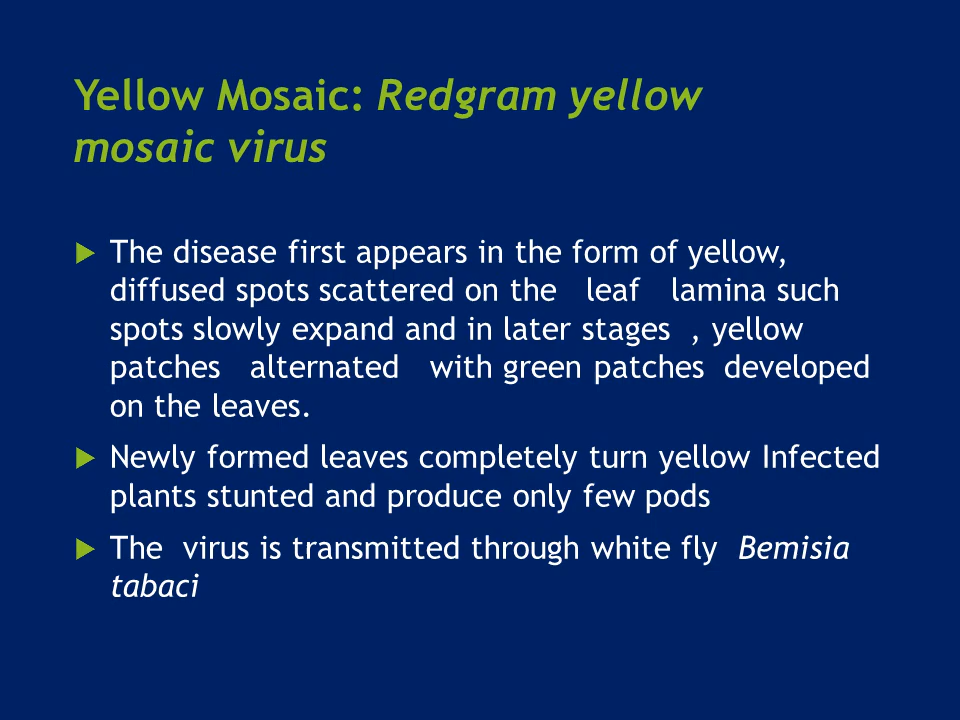 Yellow Mosaic: Redgram yellow
mosaic virus
The disease first appears in the form of yellow,
diffused spots scattered on the leaf lamina such
spots slowly expand and in later stages , yellow
patches alternated with green patches developed
on the leaves.
Newly formed leaves completely turn yellow Infected
plants stunted and produce only few pods
The virus is transmitted through white fly Bemisia
tabaci